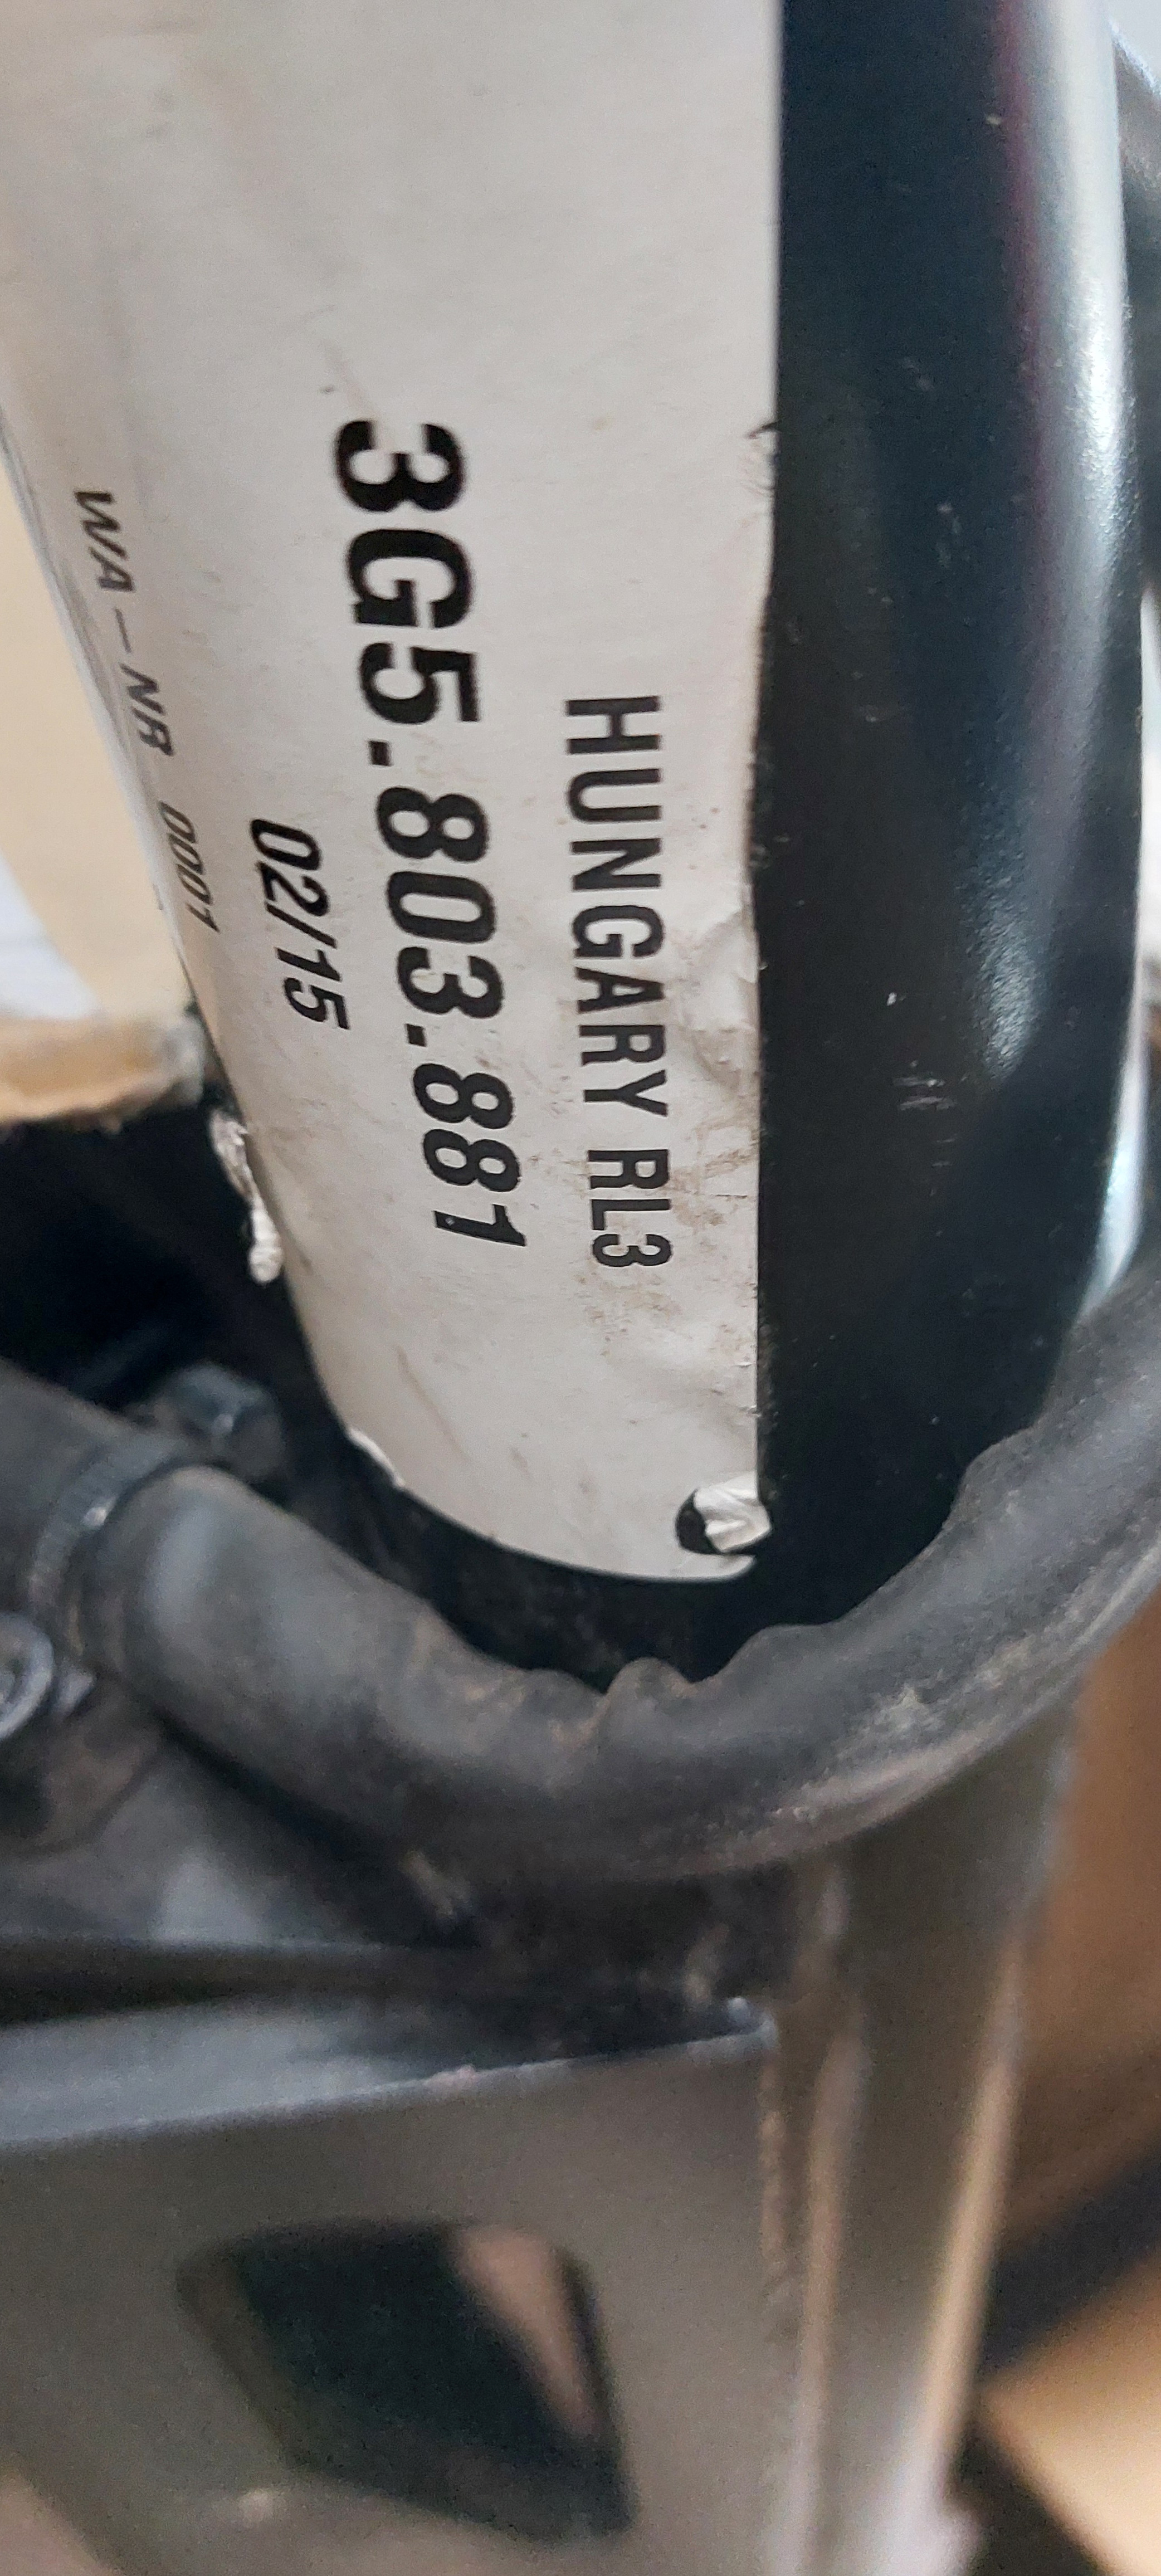 HUNGARY RL3
3G5.803.881
02/15
WA-NR 0001